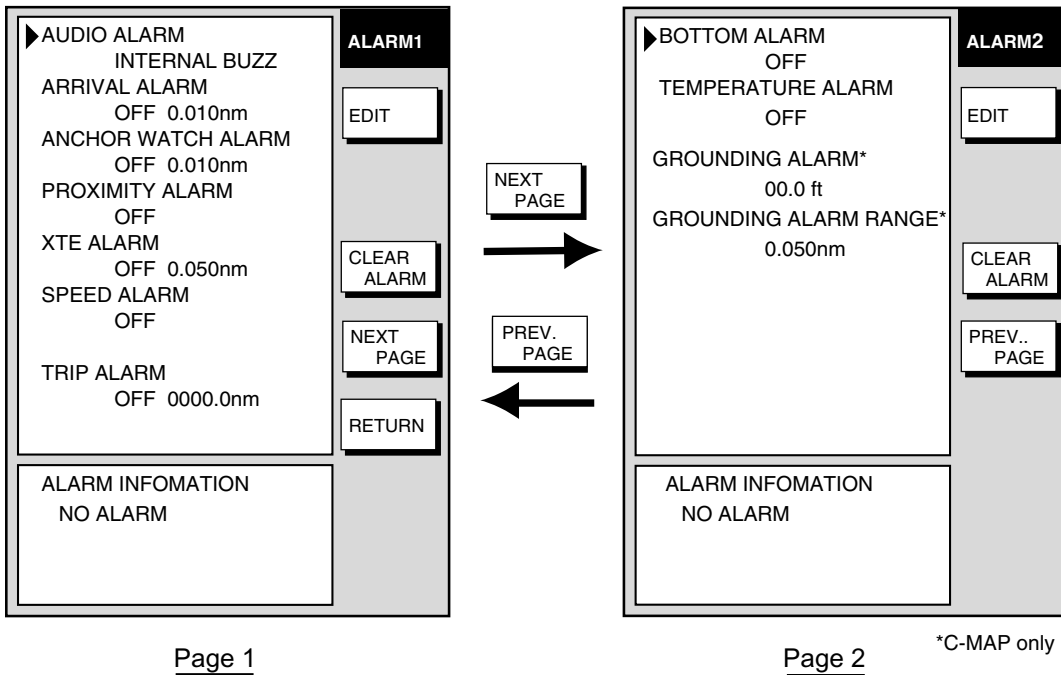 AUDIO ALARM
INTERNAL BUZZ
ARRIVAL ALARM
OFF 0.010nm
ANCHOR WATCH ALARM
OFF 0.010nm
PROXIMITY ALARM
OFF
XTE ALARM
OFF 0.050nm
SPEED ALARM
OFF
TRIP ALARM
OFF 0000.0nm
ALARM1
EDIT
CLEAR
ALARM
NEXT
PAGE
RETURN
ALARM INFOMATION
NO ALARM
Page 1
NEXT
PAGE
PREV.
PAGE
BOTTOM ALARM
OFF
TEMPERATURE ALARM
OFF
GROUNDING ALARM*
00.0 ft
GROUNDING ALARM RANGE*
0.050nm
ALARM2
EDIT
CLEAR
ALARM
PREV..
PAGE
ALARM INFOMATION
NO ALARM
Page 2
*C-MAP only